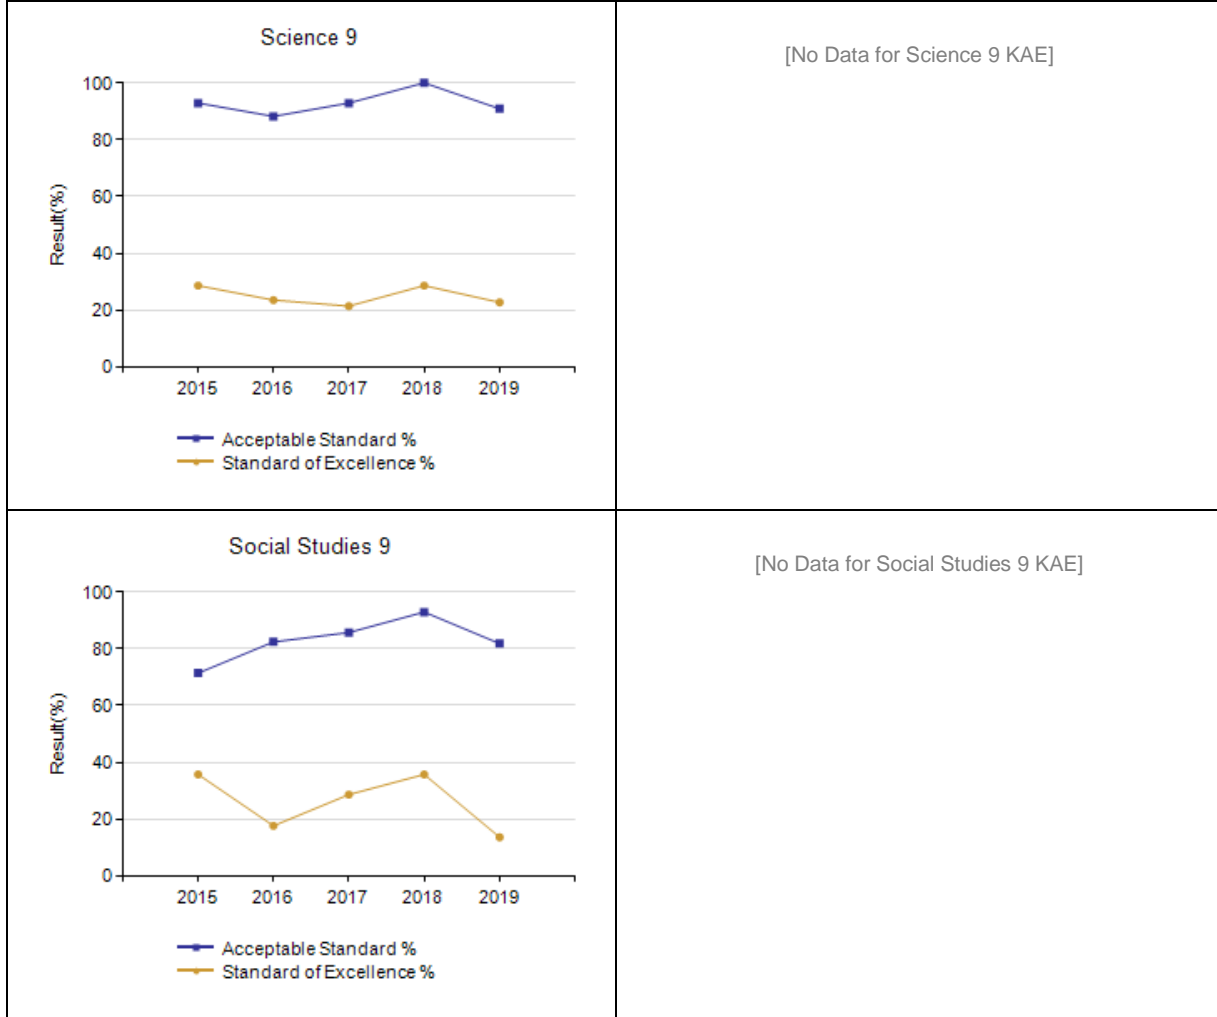 Science 9
[No Data for Science 9 KAE]
100
80
60
40
20
0
Result(%)
2015 2016 2017 2018 2019
Acceptable Standard %
Standard of Excellence %
Social Studies 9
[No Data for Social Studies 9 KAE]
100
80
60
40
20
0
Result(%)
2015 2016 2017 2018 2019
Acceptable Standard %
Standard of Excellence %